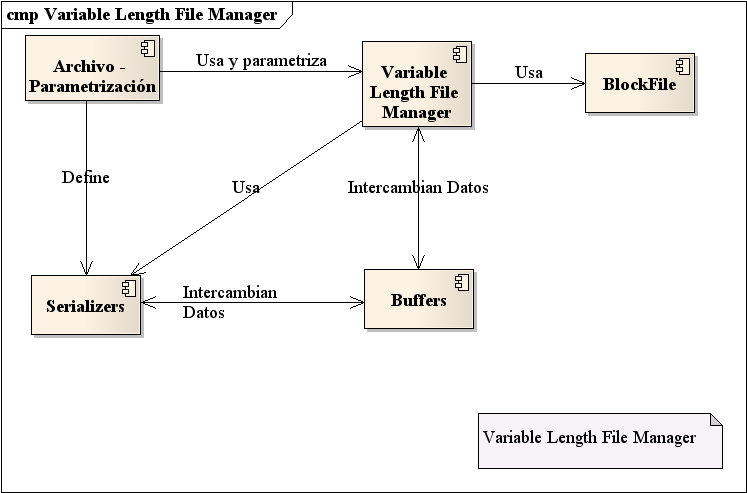 cmp Variable Length File Manager
Archivo -
Parametrización
Usa y parametriza
Variable
Length File
Manager
Usa
BlockFile
Define
Usa
Intercambian Datos
Serializers
Intercambian
Datos
Buffers
Variable Length File Manager